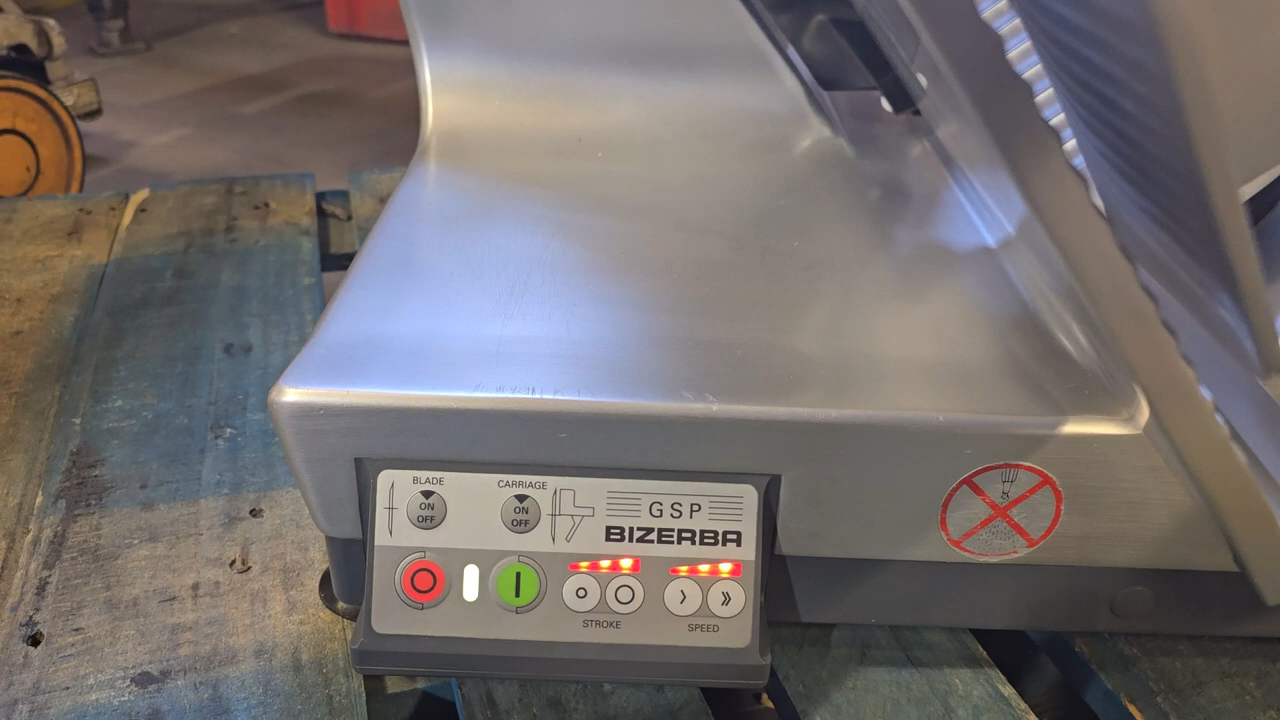 BLADE
CARRIAGE
ON
OFF
ON
OFF
GSP
BIZERBA
STROKE
SPEED